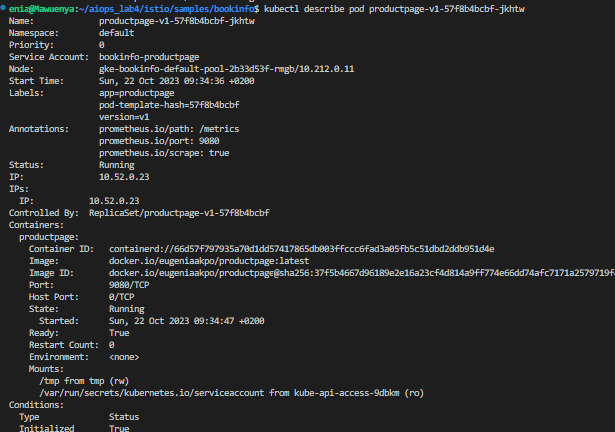 enia@Mawuenya:~/aiops_lab4/istio/samples/bookinfo$ kubectl describe pod productpage-v1-57f8b4bcbf-jkhtw
Name:             productpage-v1-57f8b4bcbf-jkhtw
Namespace:        default
Priority:         0
Service Account:  bookinfo-productpage
Node:             gke-bookinfo-default-pool-2b33d53f-rmgb/10.212.0.11
Start Time:       Sun, 22 Oct 2023 09:34:36 +0200
Labels:           app=productpage
                  pod-template-hash=57f8b4bcbf
                  version=v1
Annotations:      prometheus.io/path: /metrics
                  prometheus.io/port: 9080
                  prometheus.io/scrape: true
Status:           Running
IP:               10.52.0.23
IPs:
  IP:           10.52.0.23
Controlled By:  ReplicaSet/productpage-v1-57f8b4bcbf
Containers:
  productpage:
    Container ID:   containerd://66d57f797935a70d1dd57417865db003ffccc6fad3a05fb5c51dbd2ddb951d4e
    Image:          docker.io/eugeniaakpo/productpage:latest
    Image ID:       docker.io/eugeniaakpo/productpage@sha256:37f5b4667d96189e2e16a23cf4d814a9ff774e66dd74afc7171a2579719f
    Port:           9080/TCP
    Host Port:      0/TCP
    State:          Running
      Started:      Sun, 22 Oct 2023 09:34:47 +0200
    Ready:          True
    Restart Count:  0
    Environment:    <none>
    Mounts:
      /tmp from tmp (rw)
      /var/run/secrets/kubernetes.io/serviceaccount from kube-api-access-9dbkm (ro)
Conditions:
  Type              Status
  Initialized       True